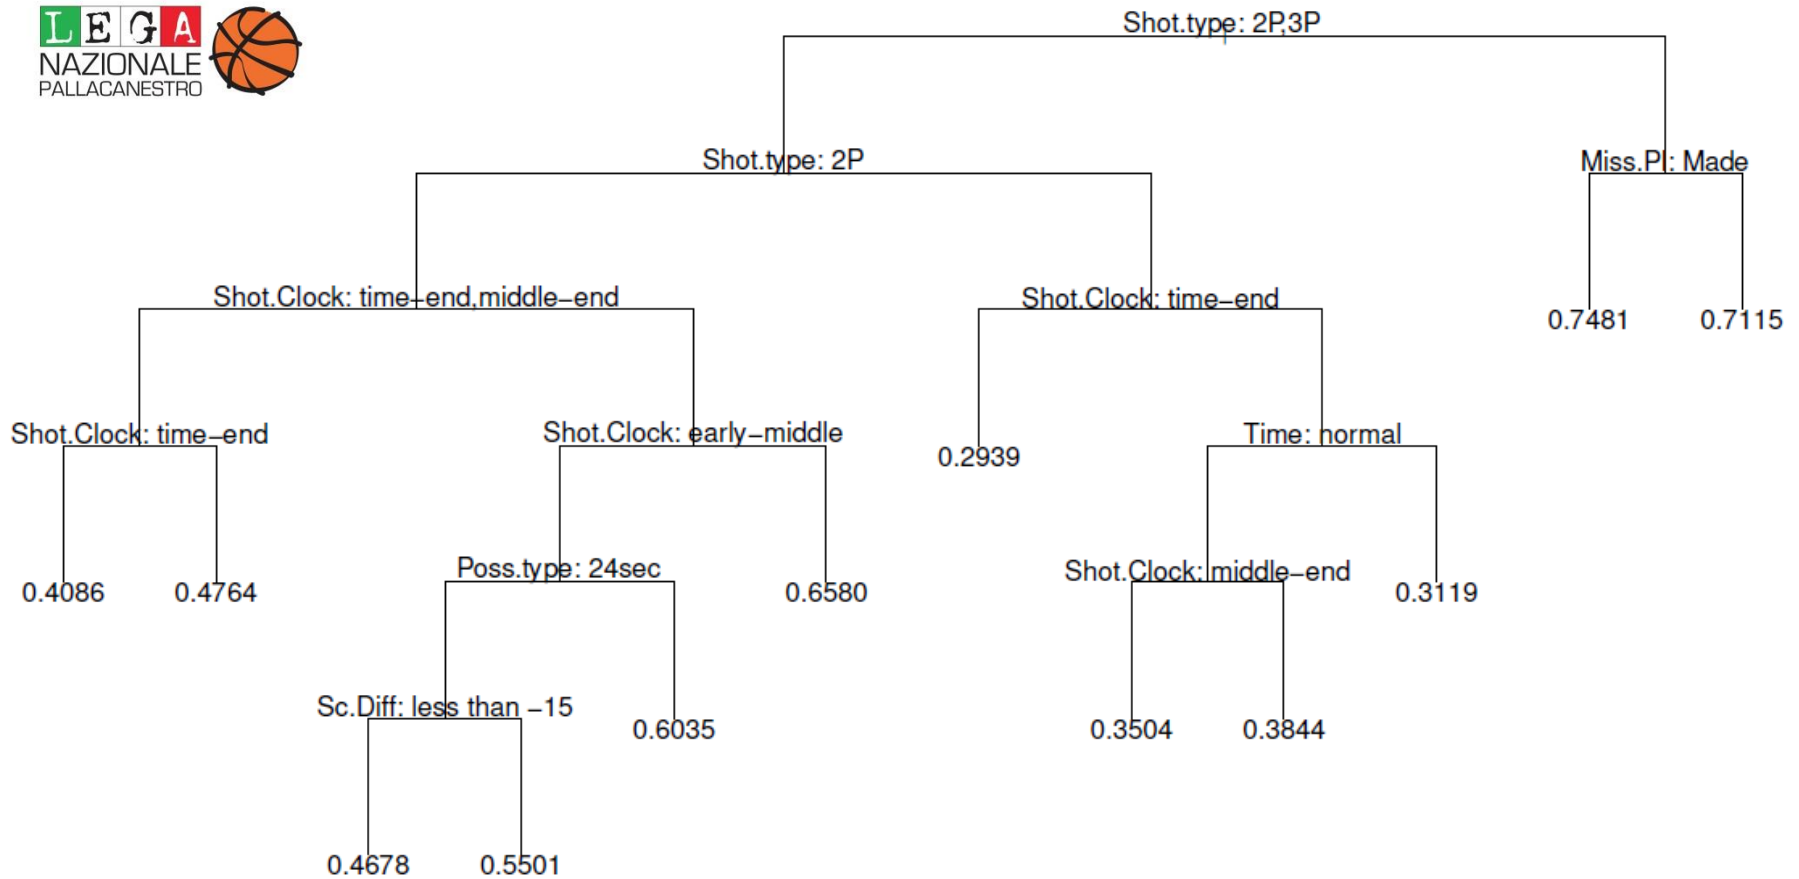 LEGA
NAZIONALE
PALLACANESTRO
Shot.type: 2P,3P
Shot.type: 2P
Miss.Pl: Made
Shot.Clock: time−end,middle−end
Shot.Clock: time−end
0.7481
0.7115
Shot.Clock: time−end
Shot.Clock: early−middle
0.2939
Time: normal
0.4086
0.4764
Poss.type: 24sec
0.6580
Shot.Clock: middle−end
0.3119
Sc.Diff: less than −15
0.6035
0.3504
0.3844
0.4678
0.5501